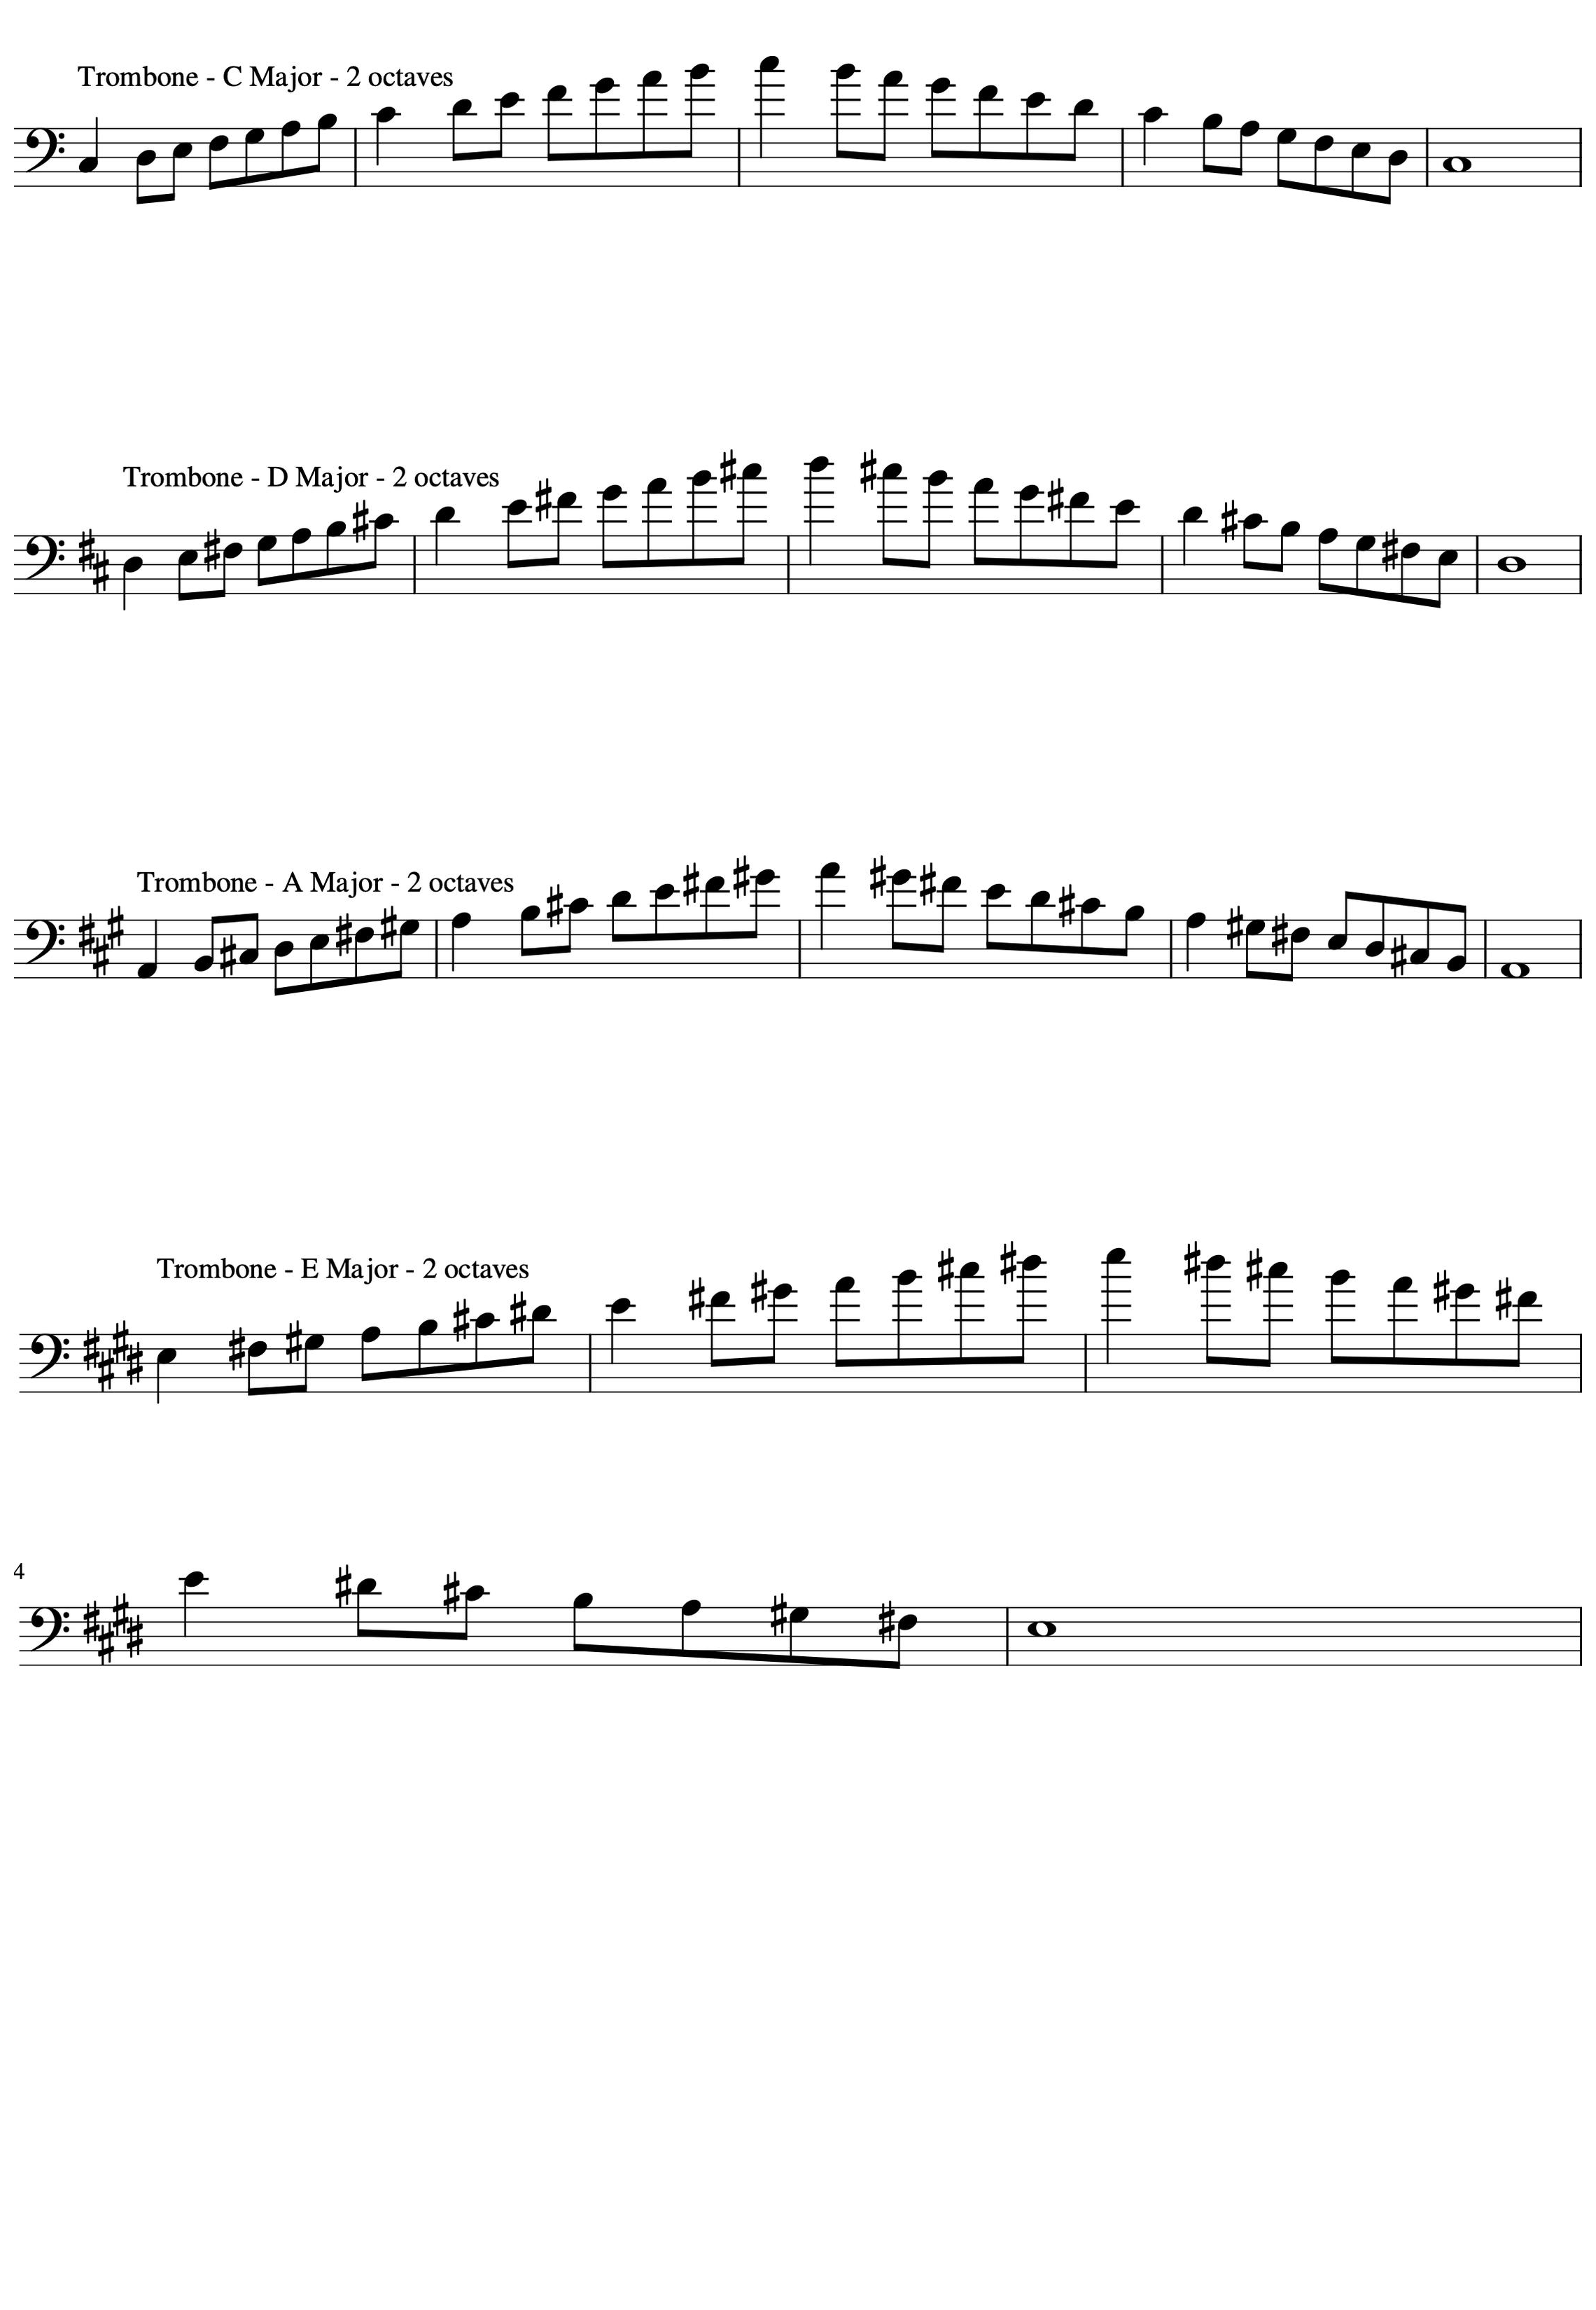 Trombone - C Major - 2 octaves
Trombone - D Major - 2 octaves
Trombone - A Major - 2 octaves
Trombone - E Major - 2 octaves
4